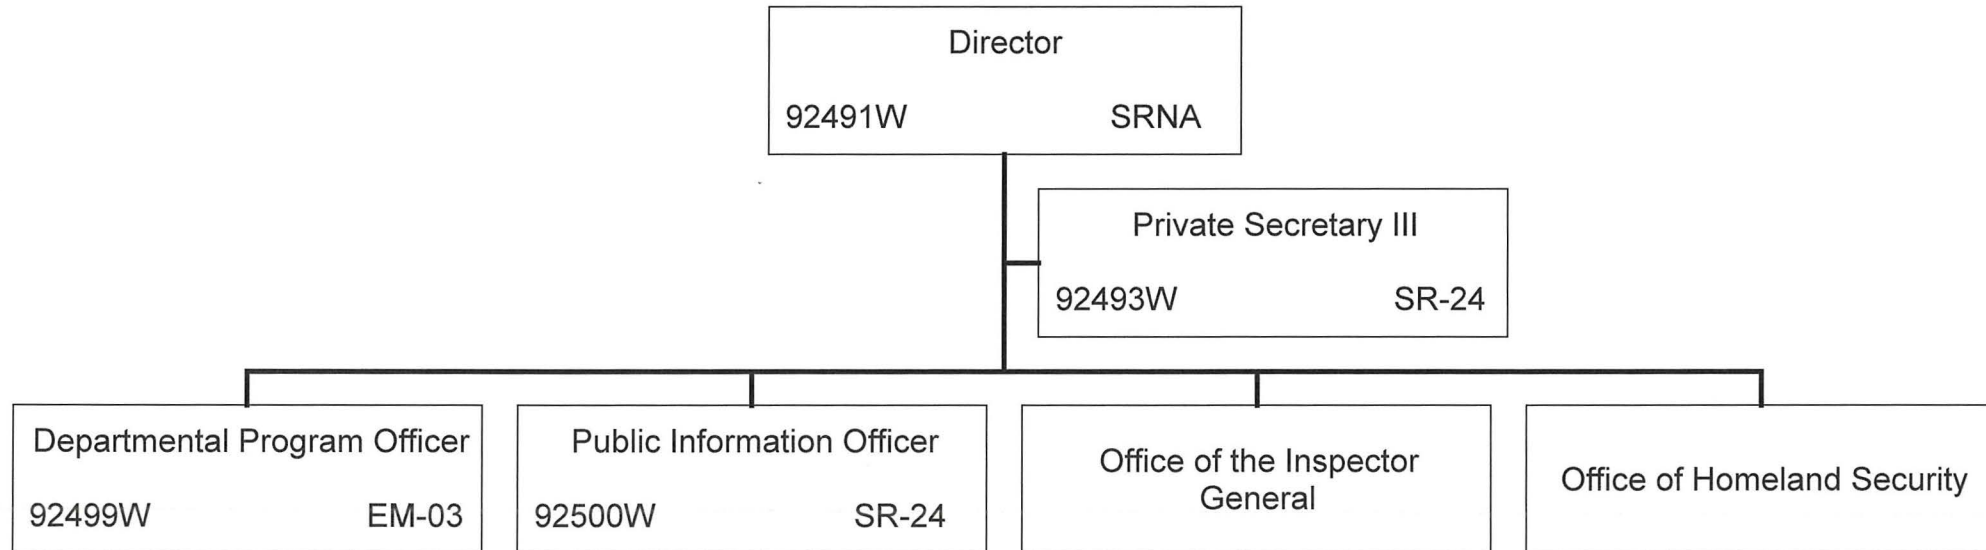 Director
92491W SRNA
Private Secretary III
92493W SR-24
Departmental Program Officer
92499W EM-03
Public Information Officer
92500W SR-24
Office of the Inspector
General
Office of Homeland Security